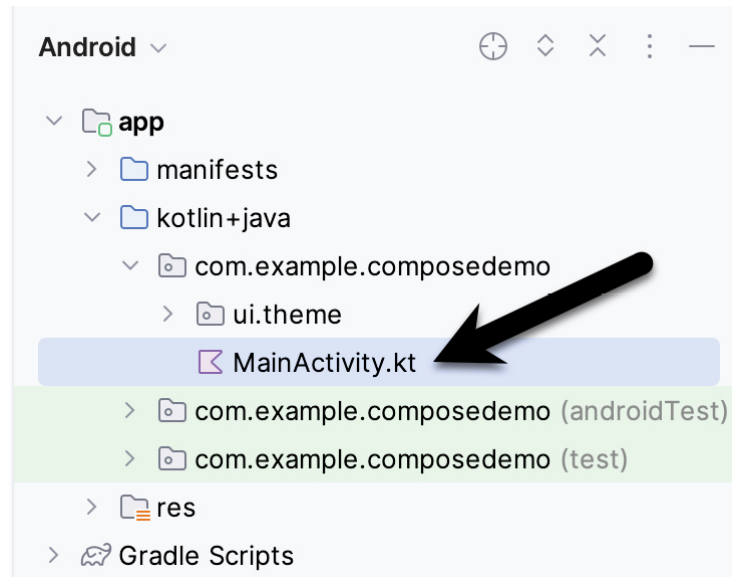 Android
app
manifests
kotlin+java
com.example.composedemo
ui.theme
MainActivity.kt
com.example.composedemo (androidTest)
com.example.composedemo (test)
res
Gradle Scripts